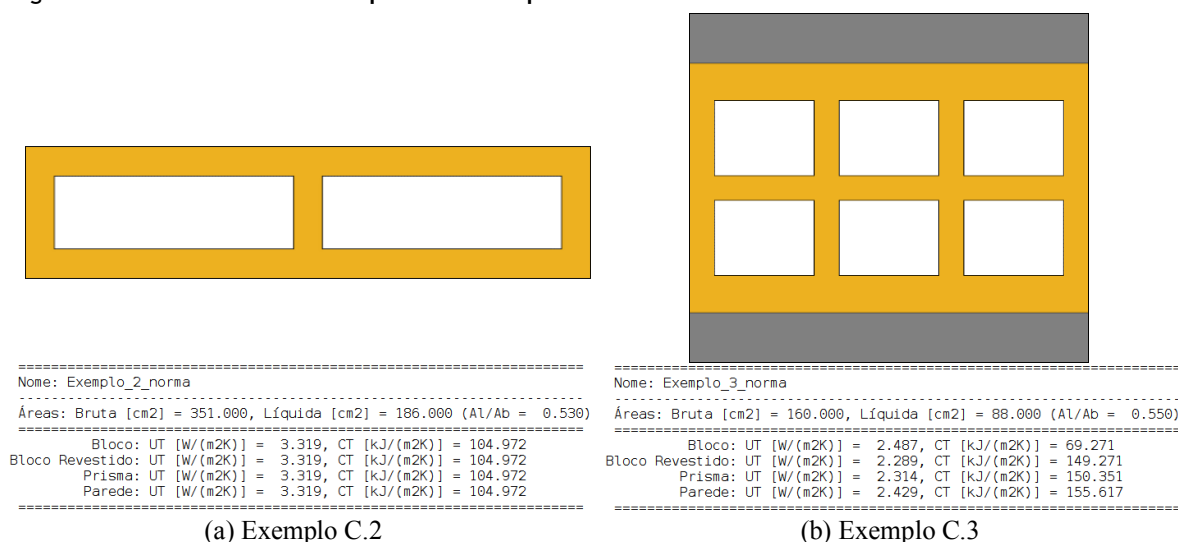 Nome: Exemplo_2_norma
Áreas: Bruta [cm2] = 351.000, Líquida [cm2] = 186.000 (Al/Ab = 0.530)
Bloco: UT [W/(m2K)] = 3.319, CT [kJ/(m2K)] = 104.972
Bloco Revestido: UT [W/(m2K)] = 3.319, CT [kJ/(m2K)] = 104.972
Prisma: UT [W/(m2K)] = 3.319, CT [kJ/(m2K)] = 104.972
Parede: UT [W/(m2K)] = 3.319, CT [kJ/(m2K)] = 104.972
(a) Exemplo C.2
Nome: Exemplo_3_norma
Áreas: Bruta [cm2] = 160.000, Líquida [cm2] = 88.000 (Al/Ab = 0.550)
Bloco: UT [W/(m2K)] = 2.487, CT [kJ/(m2K)] = 69.271
Bloco Revestido: UT [W/(m2K)] = 2.289, CT [kJ/(m2K)] = 149.271
Prisma: UT [W/(m2K)] = 2.314, CT [kJ/(m2K)] = 150.351
Parede: UT [W/(m2K)] = 2.429, CT [kJ/(m2K)] = 155.617
(b) Exemplo C.3